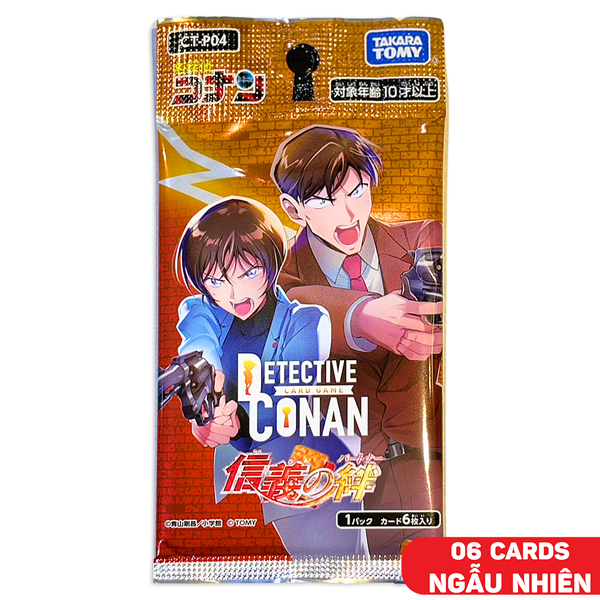 CT-P04
名探偵
コナン
TAKARA
TOMY
対象年齢10才以上
DETECTIVE
CARD GAME
CONAN
パートナー
信義の絆
©青山剛昌／小学館 ©TOMY
1パック カード6枚入り
06 CARDS
NGẪU NHIÊN